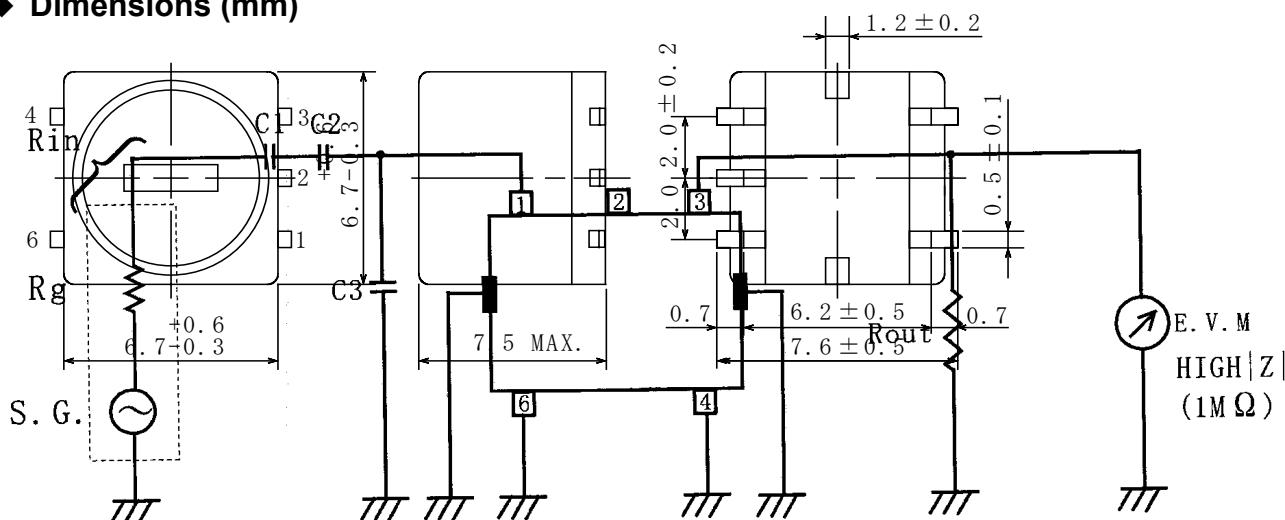 ◆ Dimensions (mm)
1.2±0.2
2.0±0.2
2.0
0.5±0.1
4
3
2
6
1
Rin
C1
C2
6.7-0.3
1
2
3
Rg
C3
+0.6
6.7-0.3
7.5 MAX.
0.7
6.2±0.5
0.7
Rout
7.6±0.5
E.V.M
HIGH|Z|
(1MΩ)
6
4
S.G.